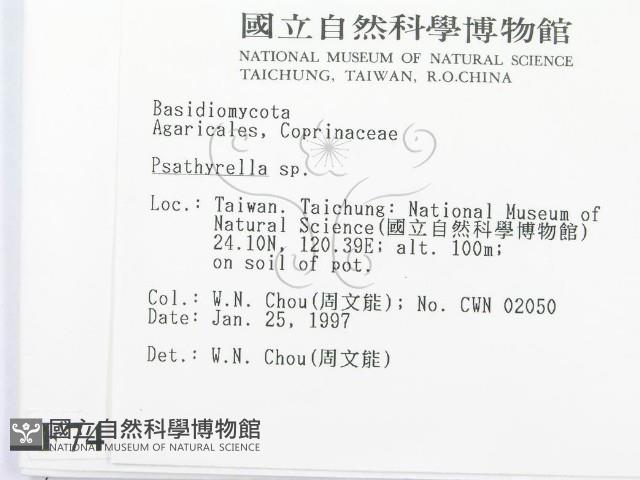 國立自然科學博物館
NATIONAL MUSEUM OF NATURAL SCIENCE
TAICHUNG, TAIWAN, R.O.CHINA
Basidiomycota
Agaricales, Coprinaceae
Psathyrella sp.
Loc.: Taiwan. Taichung: National Museum of
Natural Science(國立自然科學博物館)
24.10N, 120.39E; alt. 100m;
on soil of pot.
Col.: W.N. Chou(周文能); No. CWN 02050
Date: Jan. 25, 1997
Det.: W.N. Chou(周文能)
國立自然科學博物館
NATIONAL MUSEUM OF NATURAL SCIENCE